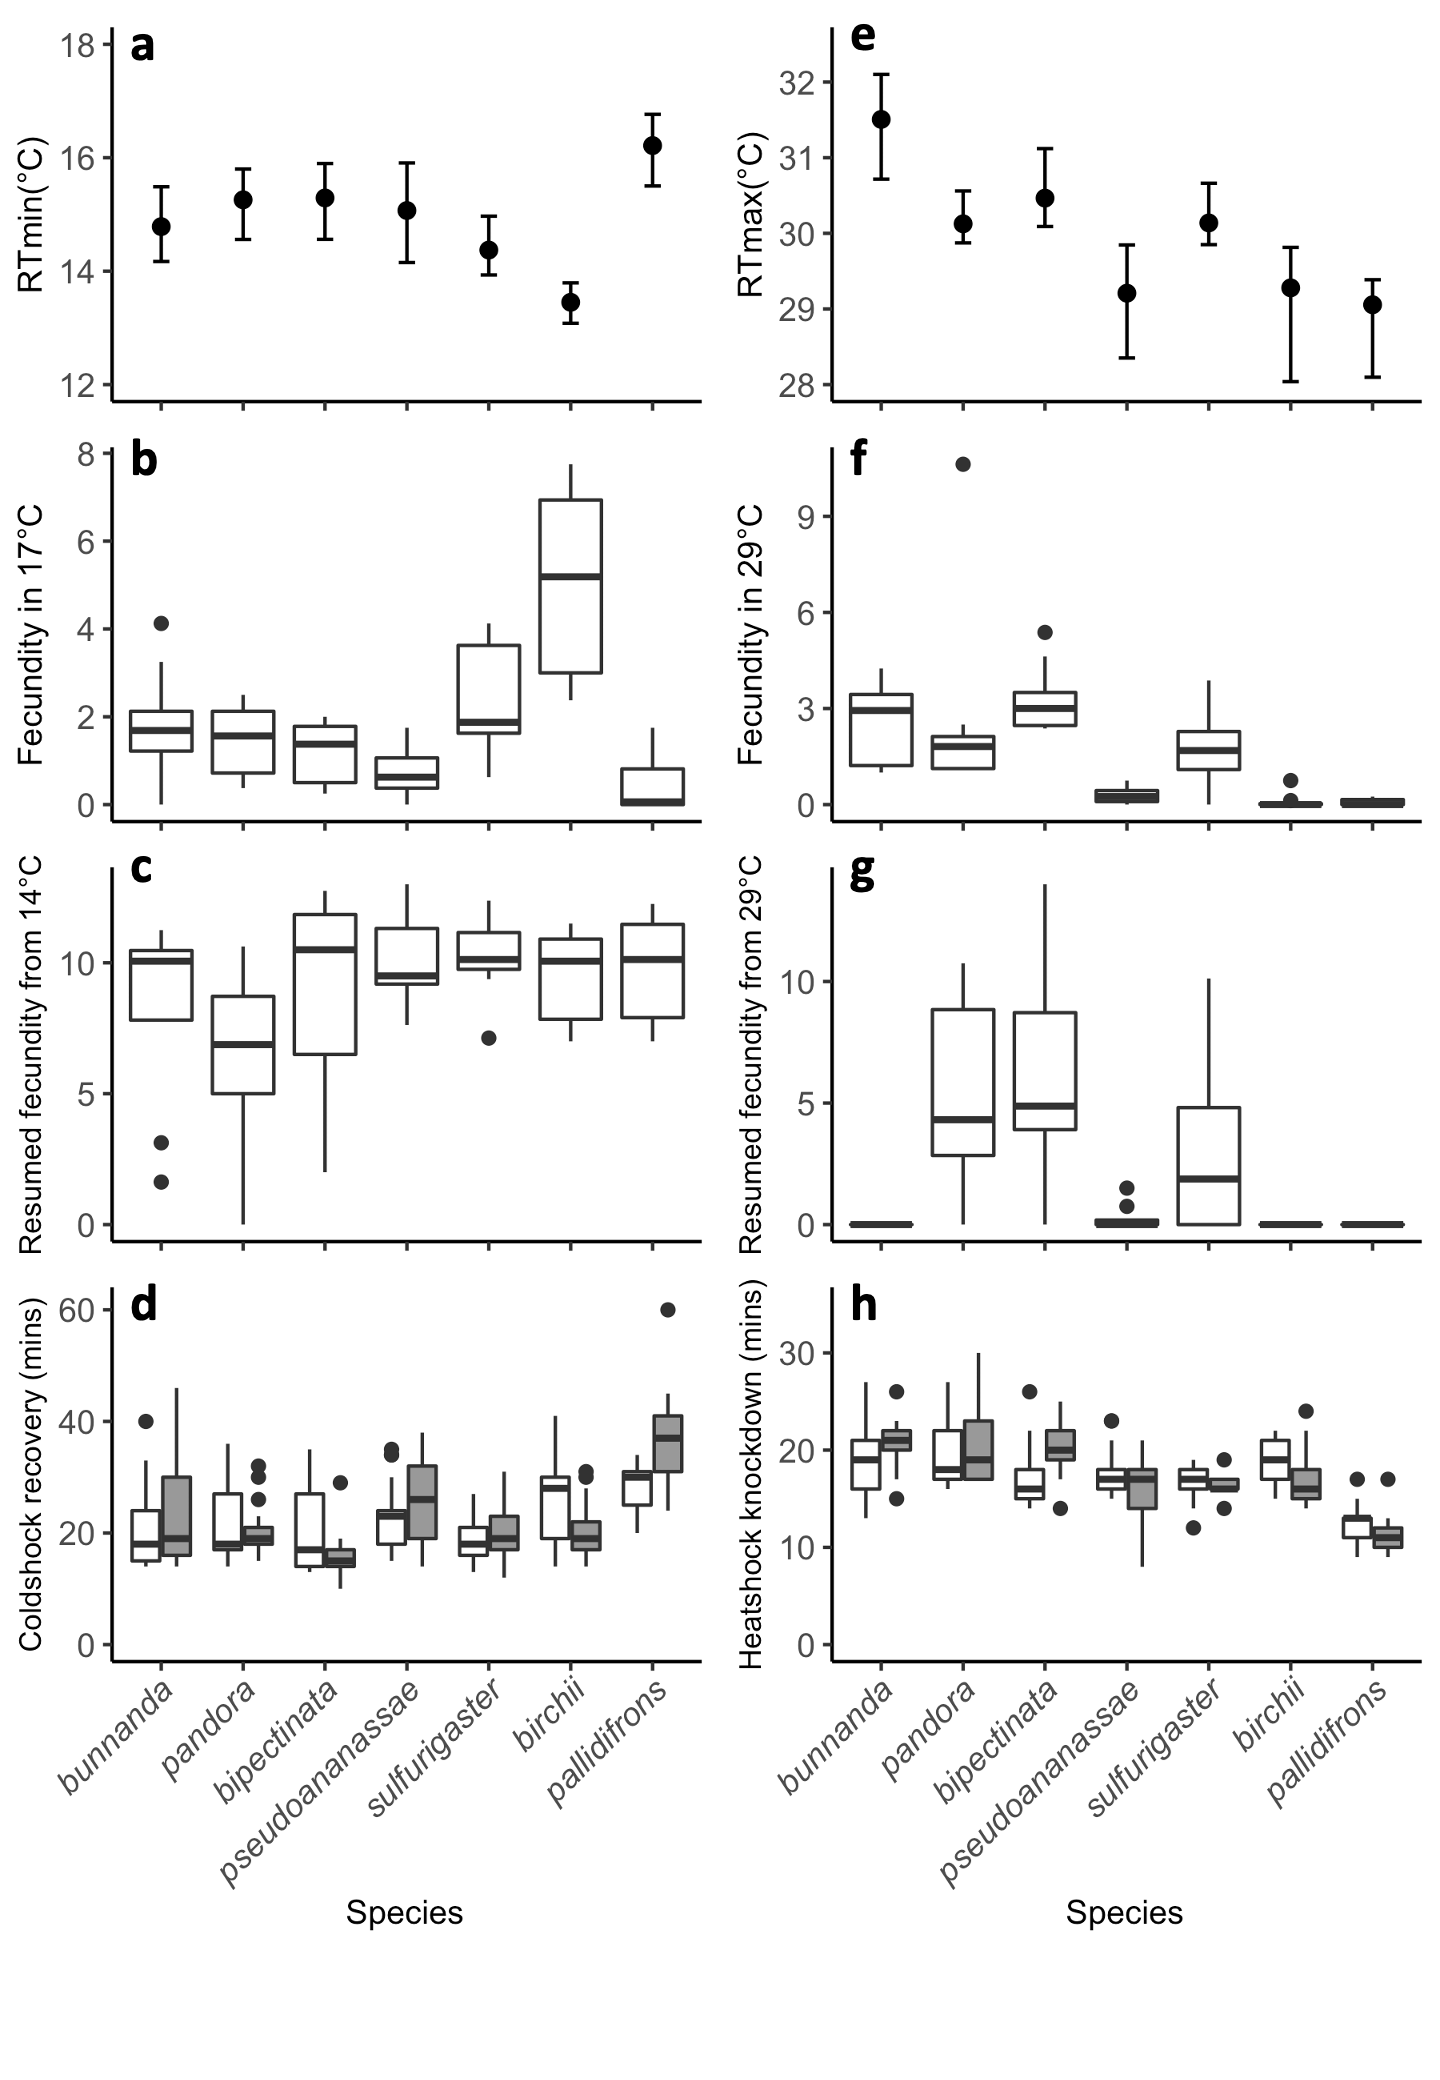 a
RTmin(°C)
18
16
14
12
e
RTmax(°C)
32
31
30
29
28
b
Fecundity in 17°C
8
6
4
2
0
f
Fecundity in 29°C
9
6
3
0
c
Resumed fecundity from 14°C
10
5
0
g
Resumed fecundity from 29°C
10
5
0
d
Coldshock recovery (mins)
60
40
20
0
bunnanda
pandora
bipectinata
pseudoananassae
sulfurigaster
birchii
pallidifrons
Species
h
Heatshock knockdown (mins)
30
20
10
0
bunnanda
pandora
bipectinata
pseudoananassae
sulfurigaster
birchii
pallidifrons
Species